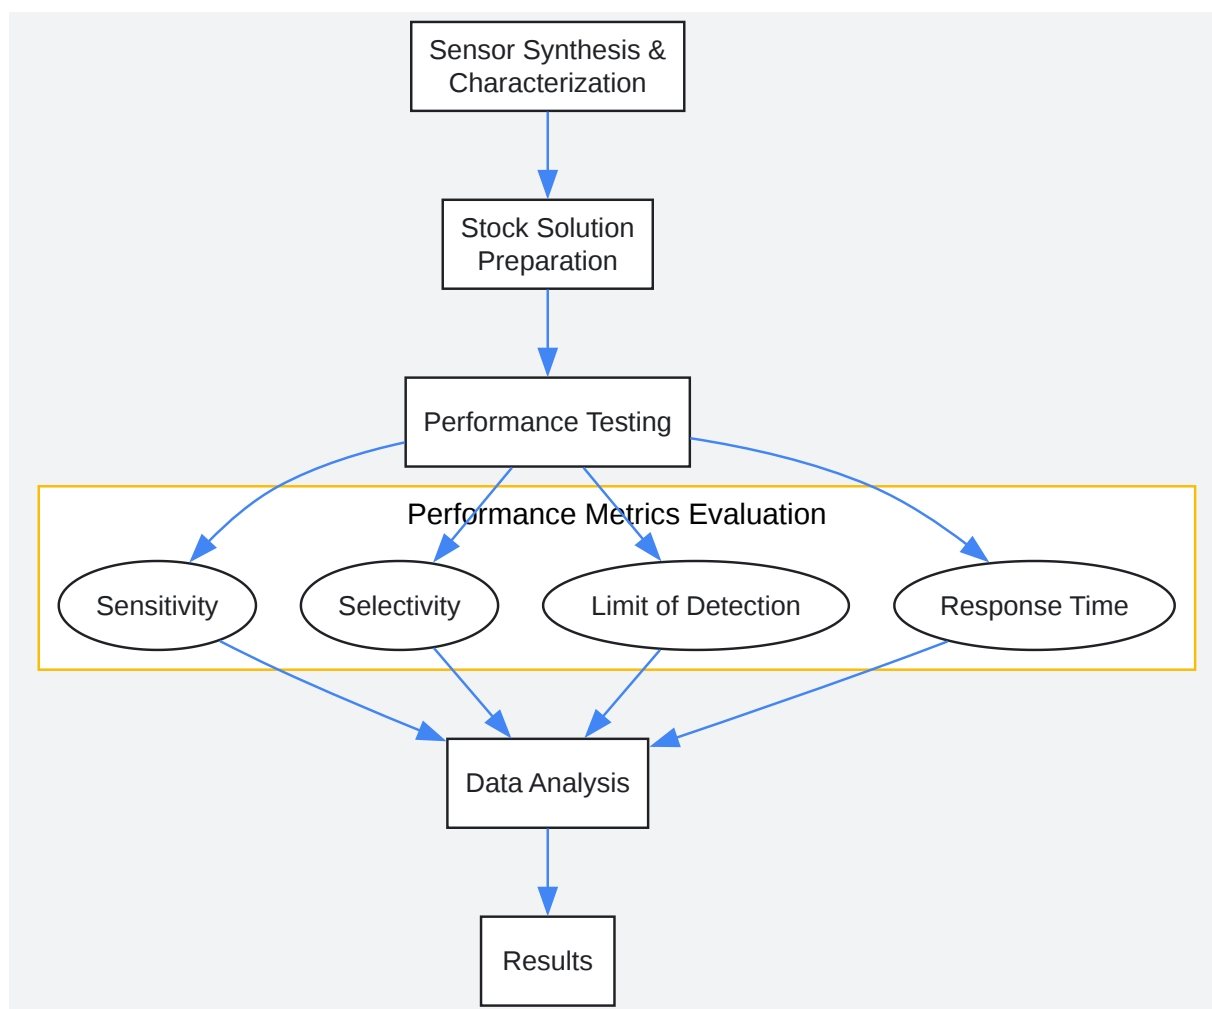 Sensor Synthesis &
Characterization
Stock Solution
Preparation
Performance Testing
Performance Metrics Evaluation
Sensitivity
Selectivity
Limit of Detection
Response Time
Data Analysis
Results